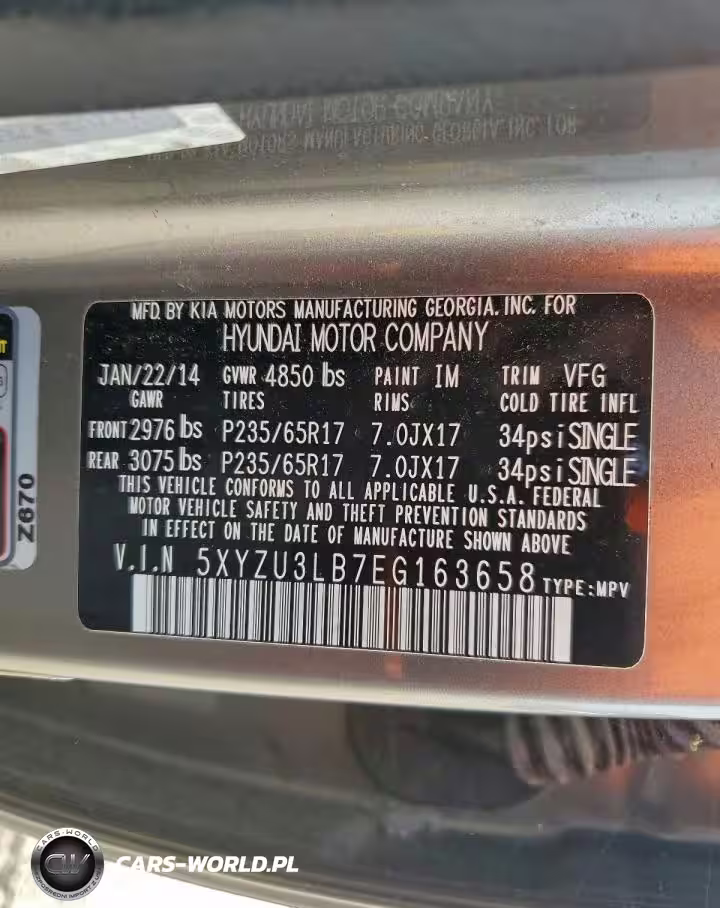 MFD. BY KIA MOTORS MANUFACTURING GEORGIA. INC. FOR
HYUNDAI MOTOR COMPANY
JAN/22/14 GVWR 4850 lbs PAINT IM TRIM VFG
GAWR TIRES RIMS COLD TIRE INFL
FRONT 2976 lbs P235/65R17 7.0JX17 34psi SINGLE
REAR 3075 lbs P235/65R17 7.0JX17 34psi SINGLE
THIS VEHICLE CONFORMS TO ALL APPLICABLE U.S.A. FEDERAL
MOTOR VEHICLE SAFETY AND THEFT PREVENTION STANDARDS
IN EFFECT ON THE DATE OF MANUFACTURE SHOWN ABOVE
V.I.N 5XYZU3LB7EG163658 TYPE:MPV
Z670
CARS-WORLD
CW
CARS-WORLD.PL